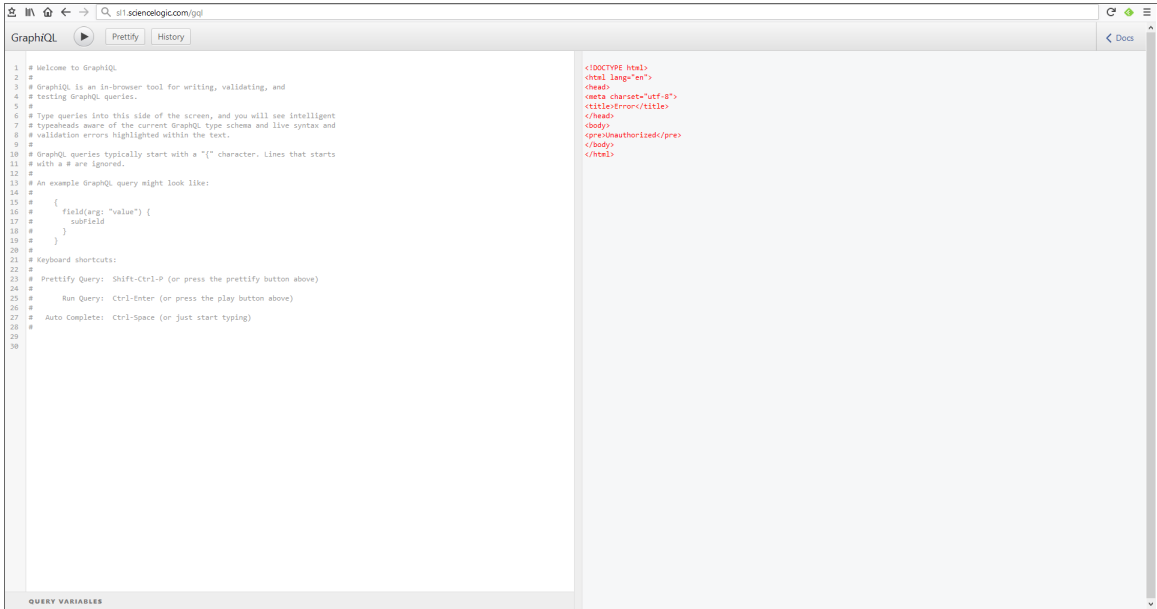 sl1.sciencelogic.com/gql
GraphiQL
Prettify
History
Docs
1 # Welcome to GraphiQL
2 #
3 # GraphiQL is an in-browser tool for writing, validating, and
4 # testing GraphQL queries.
5 #
6 # Type queries into this side of the screen, and you will see intelligent
7 # typeaheads aware of the current GraphQL type schema and live syntax and
8 # validation errors highlighted within the text.
9 #
10 # GraphQL queries typically start with a "{" character. Lines that starts
11 # with a # are ignored.
12 #
13 # An example GraphQL query might look like:
14 #
15 # {
16 # field(arg: "value") {
17 # subField
18 # }
19 # }
20 #
21 # Keyboard shortcuts:
22 #
23 # Prettify Query: Shift-Ctrl-P (or press the prettify button above)
24 #
25 # Run Query: Ctrl-Enter (or press the play button above)
26 #
27 # Auto Complete: Ctrl-Space (or just start typing)
28 #
29
30
<!DOCTYPE html>
<html lang="en">
<head>
<meta charset="utf-8">
<title>Error</title>
</head>
<body>
<pre>Unauthorized</pre>
</body>
</html>
QUERY VARIABLES